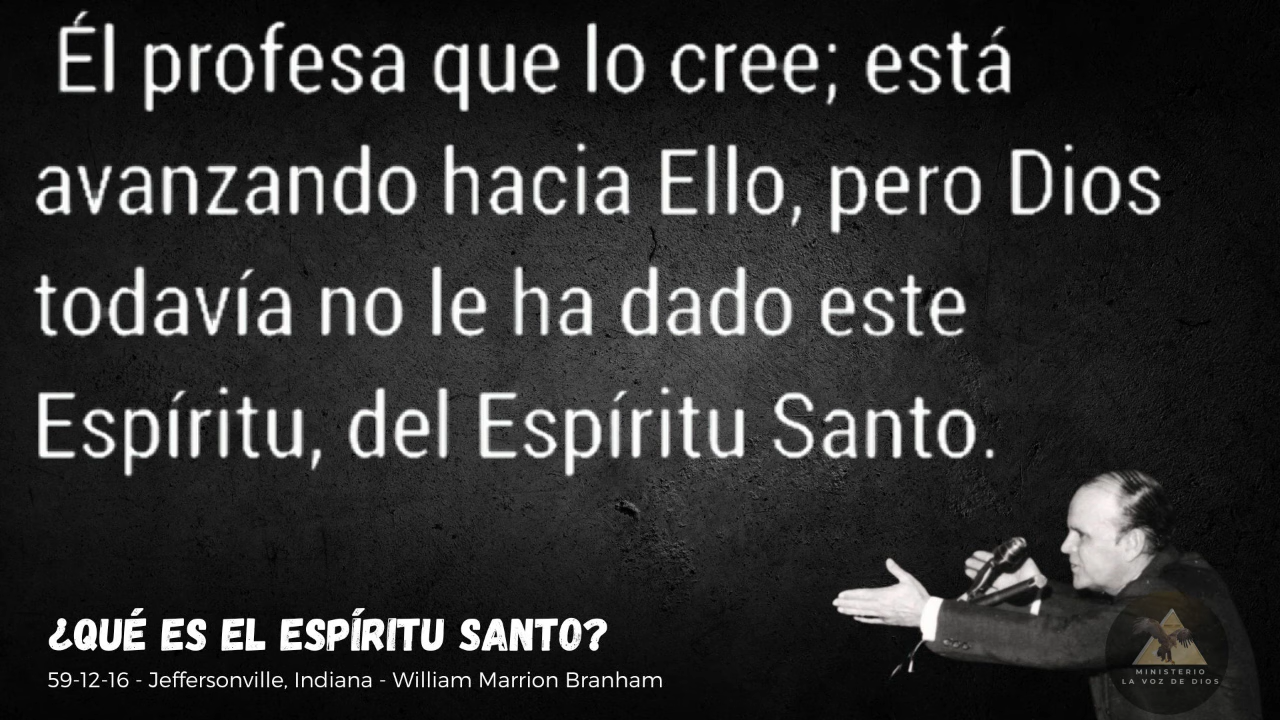 Él profesa que lo cree; está
avanzando hacia Ello, pero Dios
todavía no le ha dado este
Espíritu, del Espíritu Santo.
¿QUÉ ES EL ESPÍRITU SANTO?
59-12-16 - Jeffersonville, Indiana - William Marrion Branham
MINISTERIO
LA VOZ DE DIOS